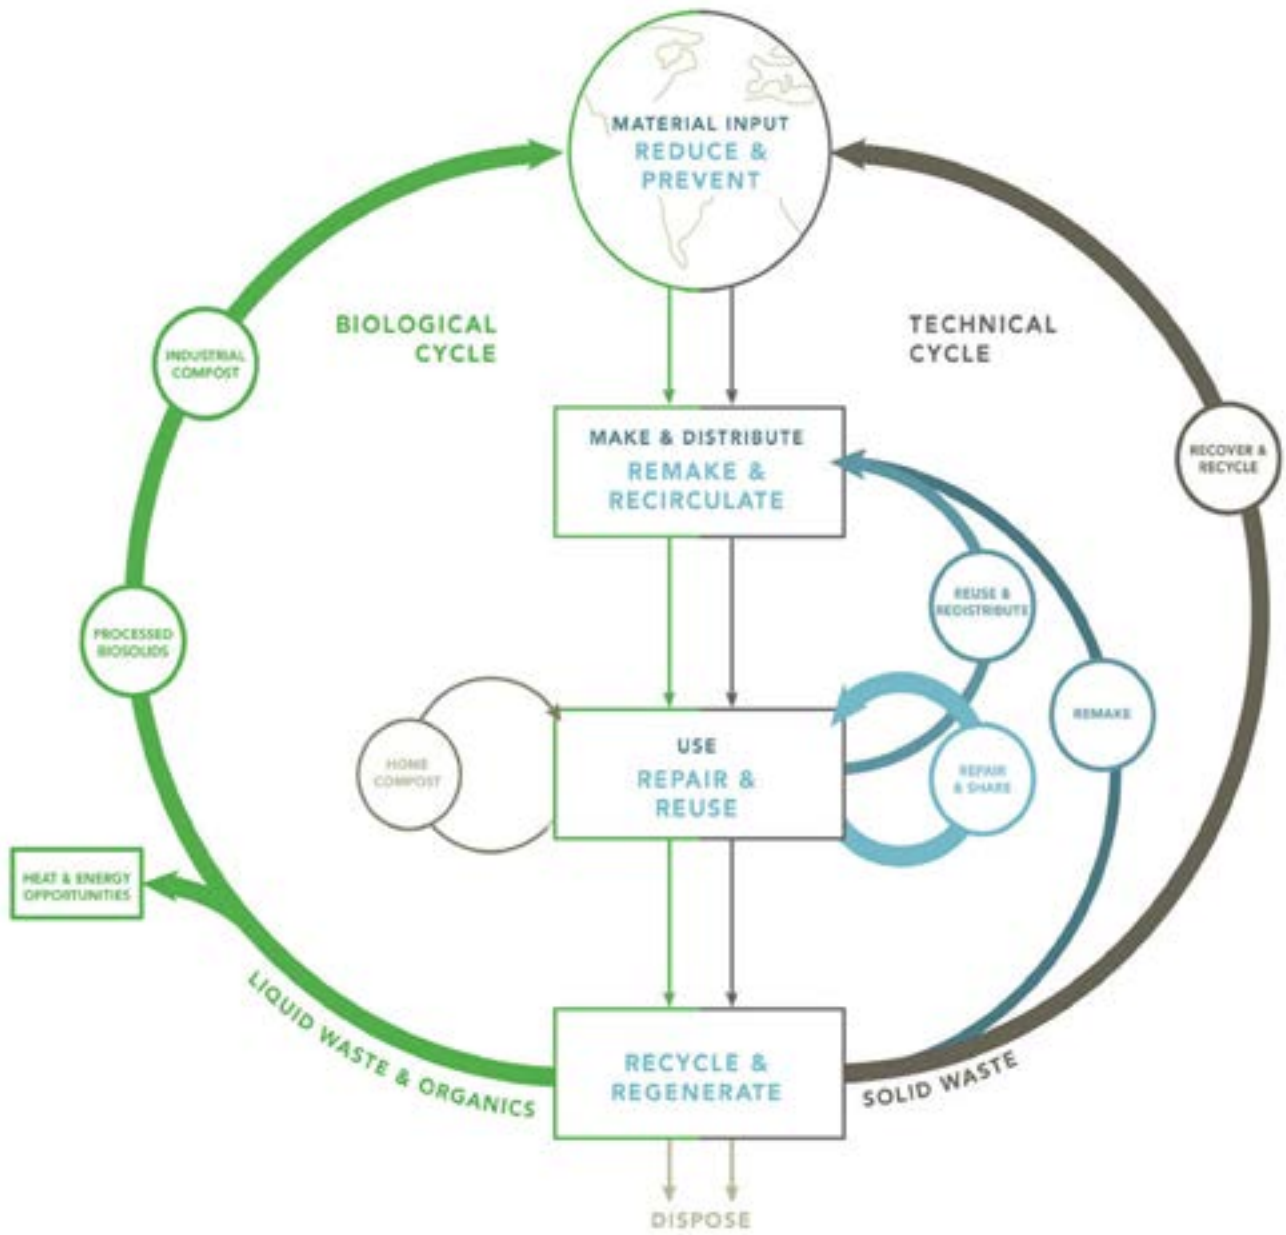 MATERIAL INPUT
REDUCE &
PREVENT
BIOLOGICAL
CYCLE
TECHNICAL
CYCLE
INDUSTRIAL
COMPOST
MAKE & DISTRIBUTE
REMAKE &
RECIRCULATE
RECOVER &
RECYCLE
REUSE &
REDISTRIBUTE
PROCESSED
BIOSOLIDS
REMAKE
HOME
COMPOST
USE
REPAIR &
REUSE
REPAIR
& SHARE
HEAT & ENERGY
OPPORTUNITIES
LIQUID WASTE & ORGANICS
RECYCLE &
REGENERATE
SOLID WASTE
DISPOSE